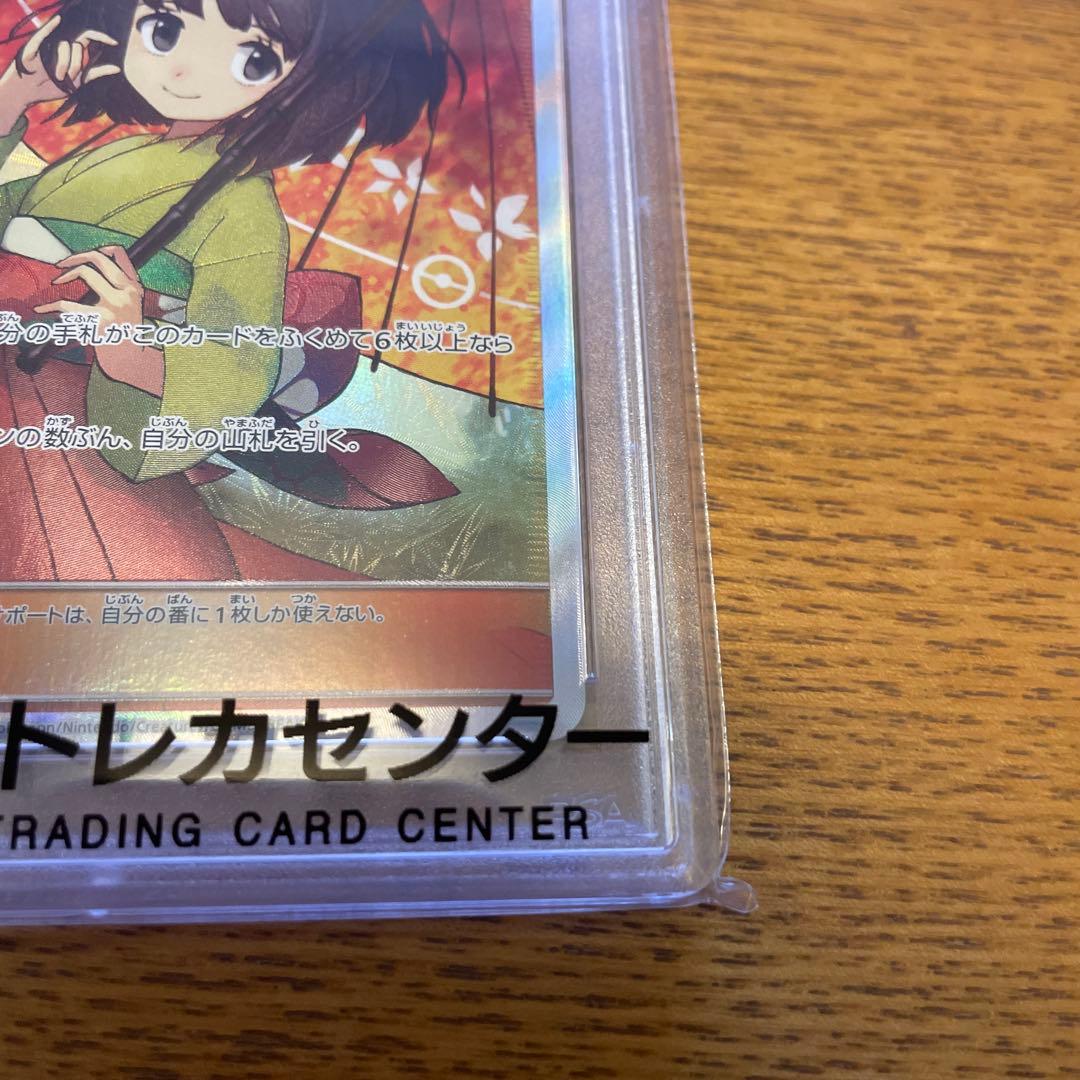 分の手札がこのカードをふくめて6枚以上なら
ンの数ぶん、自分の山札を引く。
ポートは、自分の番に1枚しか使えない。
トレカセンター
TRADING CARD CENTER